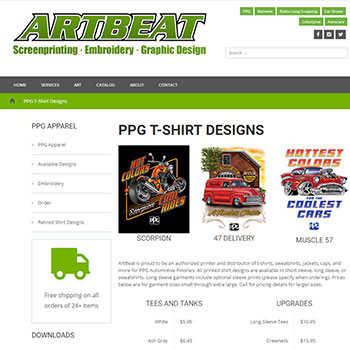 ARTBEAT
Screenprinting · Embroidery · Graphic Design
PPG
Metroite
Rubio Long Snapping
Car Shows
Search ...
HOME SERVICES ART CATALOG ABOUT CONTACT
PPG T-Shirt Designs
PPG APPAREL
PPG Apparel
Available Designs
Embroidery
Order
Retired Shirt Designs
Free shipping on all
orders of 24+ items
DOWNLOADS
PPG T-SHIRT DESIGNS
HOT
COLORS
COOL
RIDES
PPG
SCORPION
47 DELIVERY
HOTTEST
COLORS
FOR THE
COOLEST
CARS
PPG
MUSCLE 57
ArtBeat is proud to be an authorized printer and distributor of t-shirts, sweatshirts, jackets, caps, and
more for PPG Automotive Finishes. All printed shirt designs are available in short sleeve, long sleeve, or
sweatshirts. Long sleeve garments include optional sleeve prints (please specify when ordering). Prices
below are for garment sizes small through extra large. Call for pricing details for larger sizes.
TEES AND TANKS
White $5.95
Ash Gray $6.45
UPGRADES
Long Sleeve Tees $10.95
Crewneck $15.95